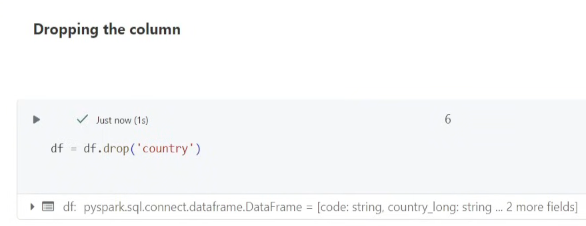 Dropping the column
Just now (1s)
6
df = df.drop('country')
df: pyspark.sql.connect.dataframe.DataFrame = [code: string, country_long: string ... 2 more fields]